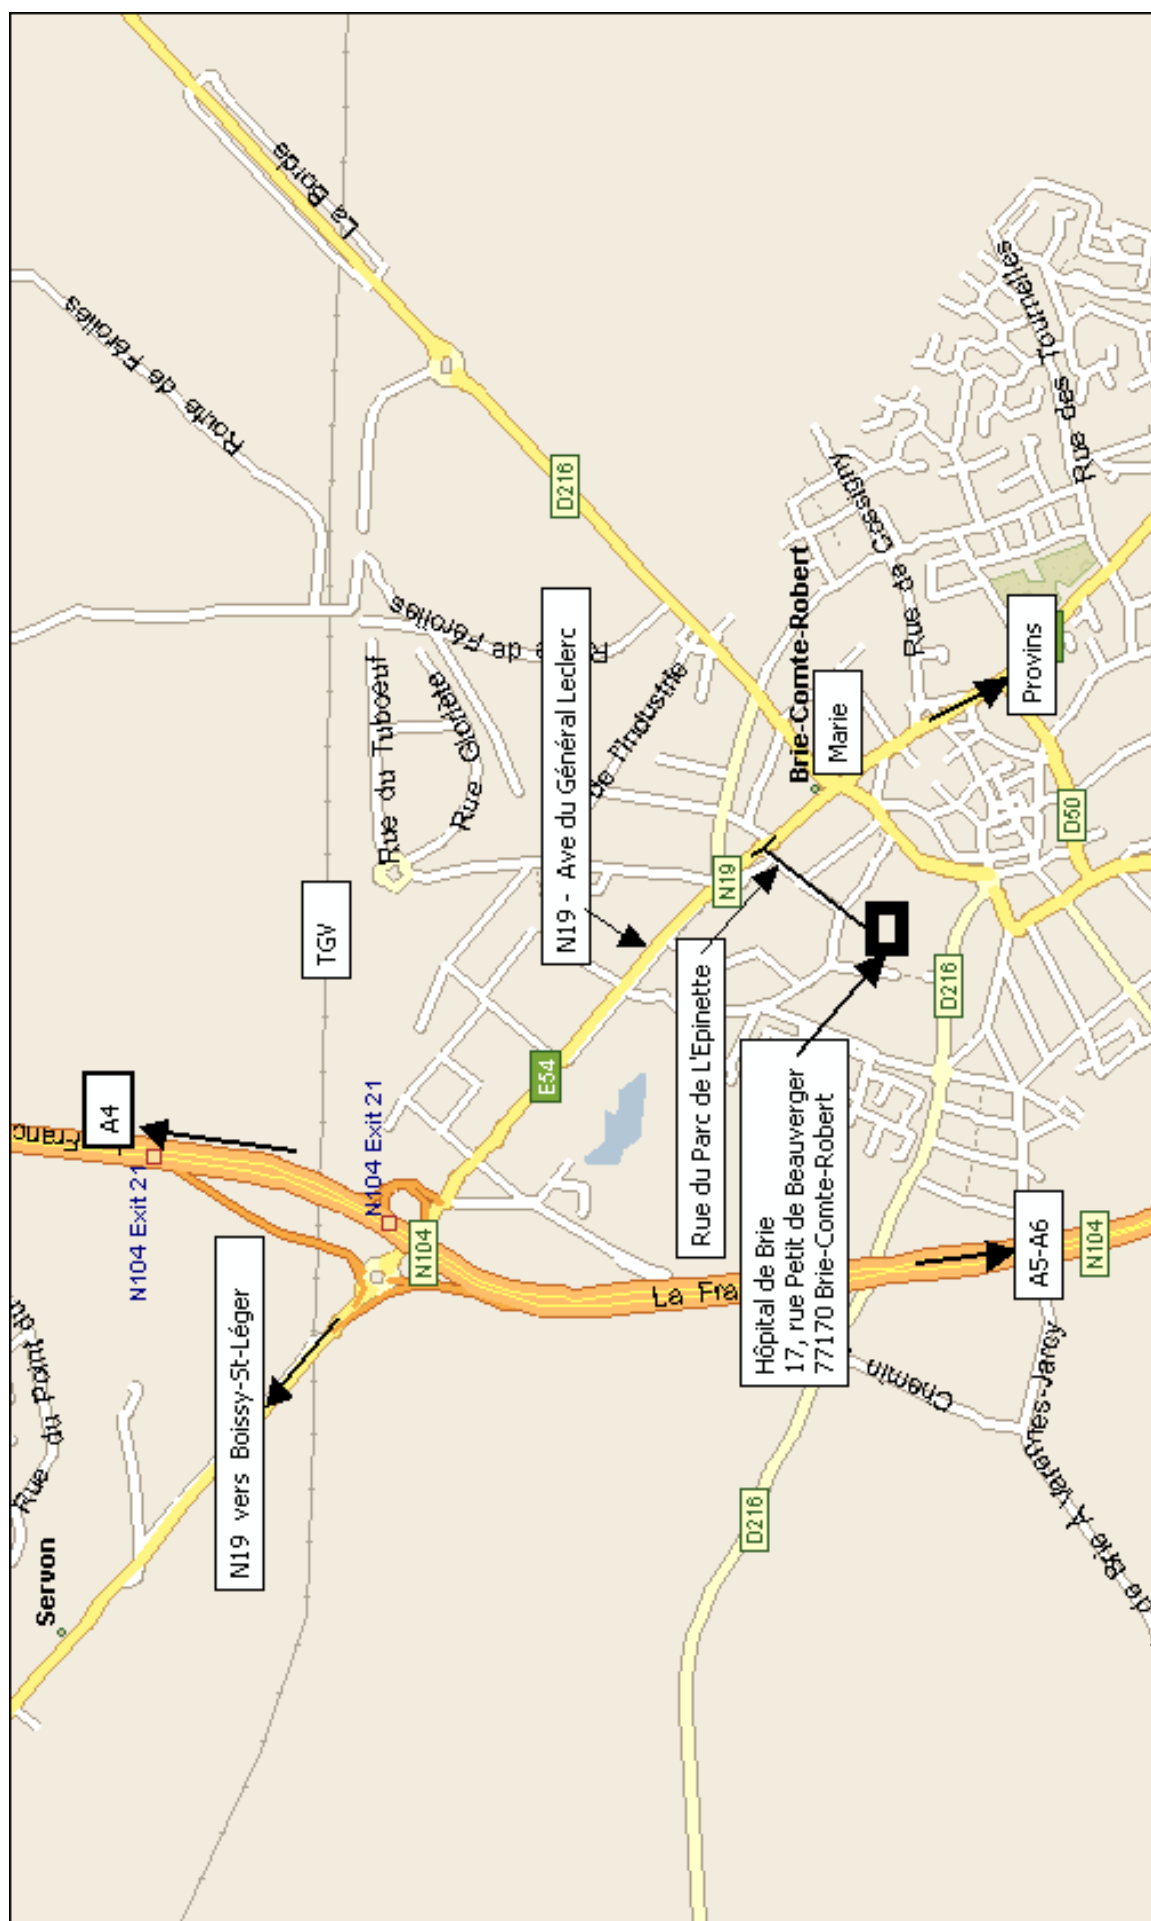 Servon
Rue du Point du
N19 vers Boissy-St-Léger
N104 Exit 21
A4
Franc
N104 Exit 21
TGV
Route de Férolles
La Borde
Rue du Tuboeuf
Rue Gloriete
Rue de Férolles
N104
E54
D216
N19 - Ave du Général Leclerc
de l'Industrie
La Fra
Rue du Parc de L'Epinette
N19
D216
Hôpital de Brie
17, rue Petit de Beauverger
77170 Brie-Comte-Robert
Brie-Comte-Robert
Marie
Rue de Cossigny
Chemin
D216
A5-A6
Provins
Rue des Tournelles
de Brie À Varennes-Jarcy
N104
D50